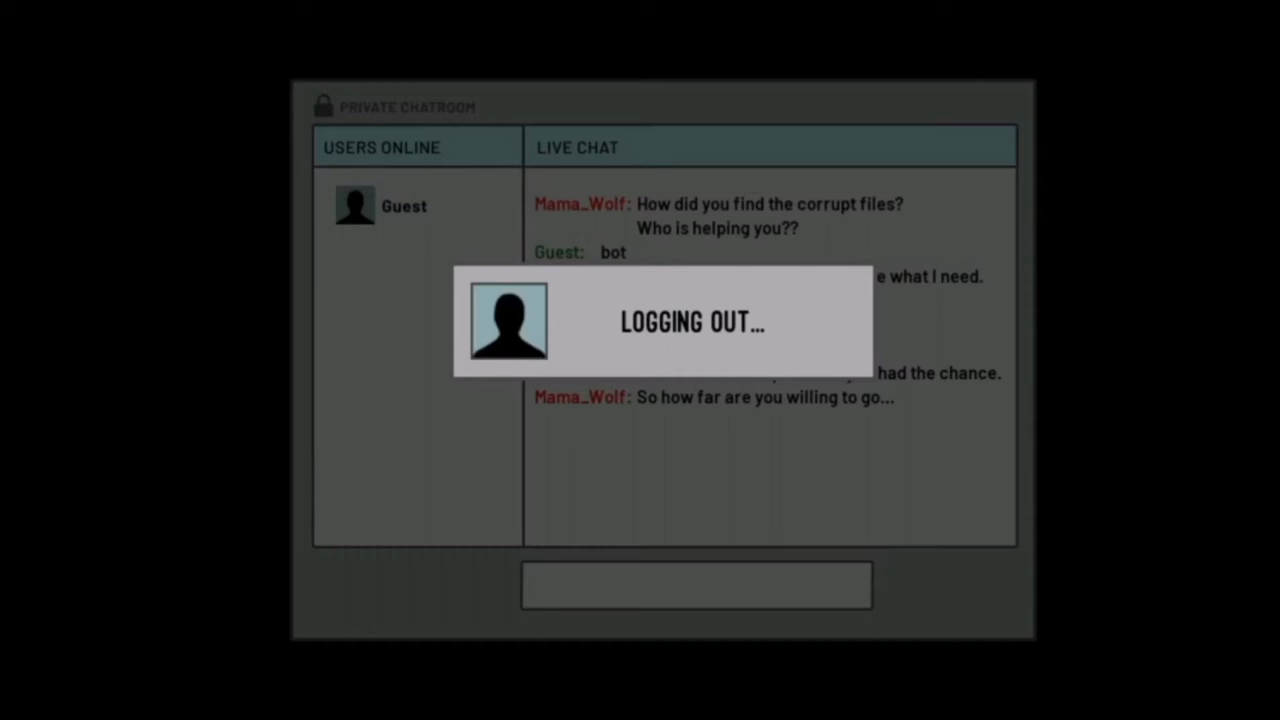 PRIVATE CHATROOM
USERS ONLINE
LIVE CHAT
Guest
Mama_Wolf: How did you find the corrupt files?
Who is helping you??
Guest: bot
e what I need.
LOGGING OUT...
had the chance.
Mama_Wolf: So how far are you willing to go...